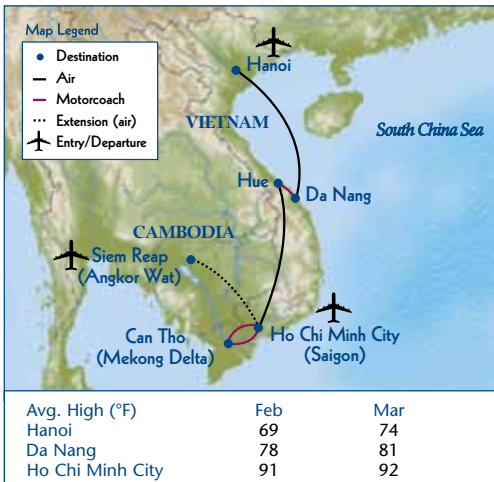 Map Legend
Destination
Air
Motorcoach
Extension (air)
Entry/Departure
Hanoi
VIETNAM
South China Sea
Hue
Da Nang
CAMBODIA
Siem Reap
(Angkor Wat)
Can Tho
(Mekong Delta)
Ho Chi Minh City
(Saigon)
Avg. High (°F) Feb Mar
Hanoi 69 74
Da Nang 78 81
Ho Chi Minh City 91 92